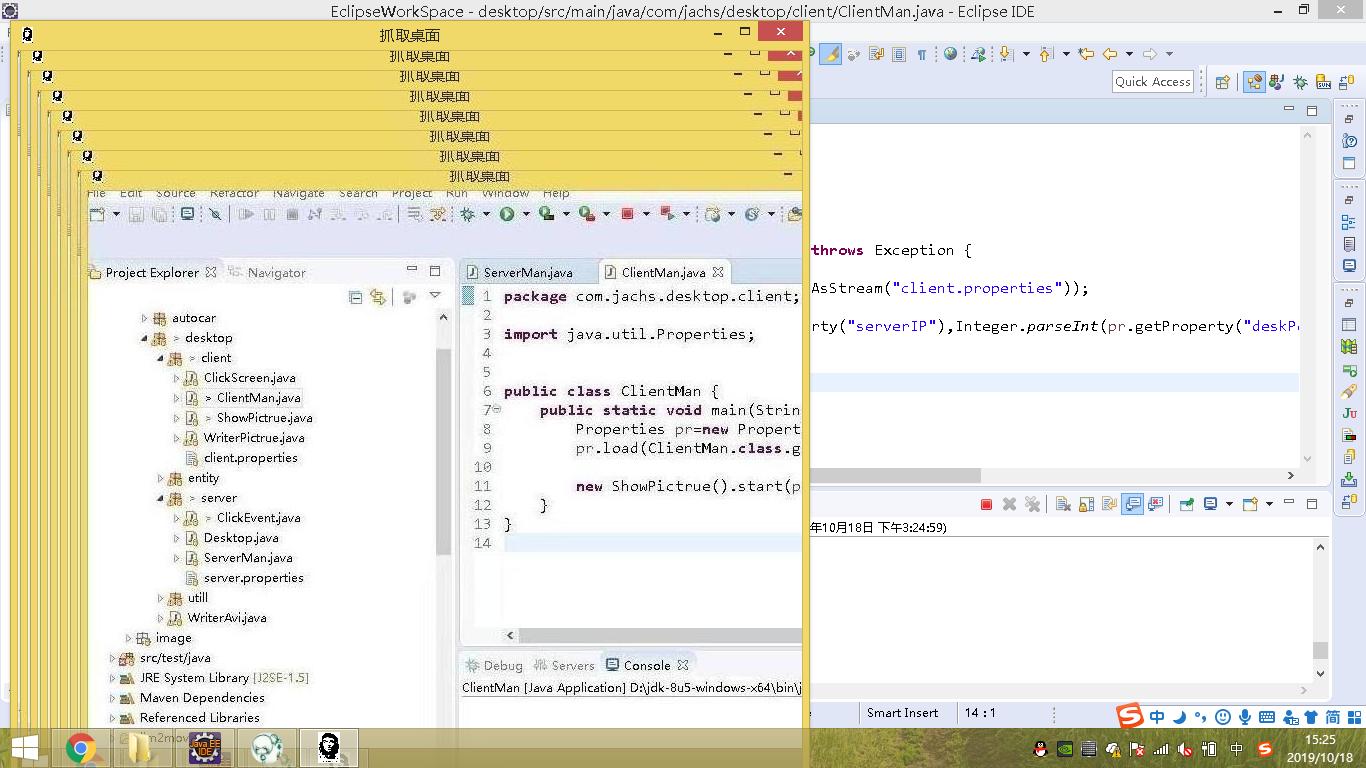 EclipseWorkSpace - desktop/src/main/java/com/jachs/desktop/client/ClientMan.java - Eclipse IDE
抓取桌面
抓取桌面
抓取桌面
抓取桌面
抓取桌面
抓取桌面
抓取桌面
抓取桌面
Quick Access
File Edit Source Refactor Navigate Search Project Run Window Help
Project Explorer
Navigator
autocar
> desktop
> client
ClickScreen.java
> ClientMan.java
> ShowPictrue.java
WriterPictrue.java
client.properties
entity
> server
> ClickEvent.java
Desktop.java
ServerMan.java
server.properties
utill
WriterAvi.java
image
src/test/java
JRE System Library [J2SE-1.5]
Maven Dependencies
Referenced Libraries
ServerMan.java
ClientMan.java
1 package com.jachs.desktop.client;
2
3 import java.util.Properties;
4
5
6 public class ClientMan {
7 public static void main(Strin
8 Properties pr=new Propert
9 pr.load(ClientMan.class.g
10
11 new ShowPictrue().start(p
12 }
13 }
14
throws Exception {
AsStream("client.properties"));
rty("serverIP"),Integer.parseInt(pr.getProperty("deskP
Debug
Servers
Console
ClientMan [Java Application] D:\jdk-8u5-windows-x64\bin\j
年10月18日 下午3:24:59)
Smart Insert
14 : 1
中
简
Java EE IDE
中
15:25
2019/10/18